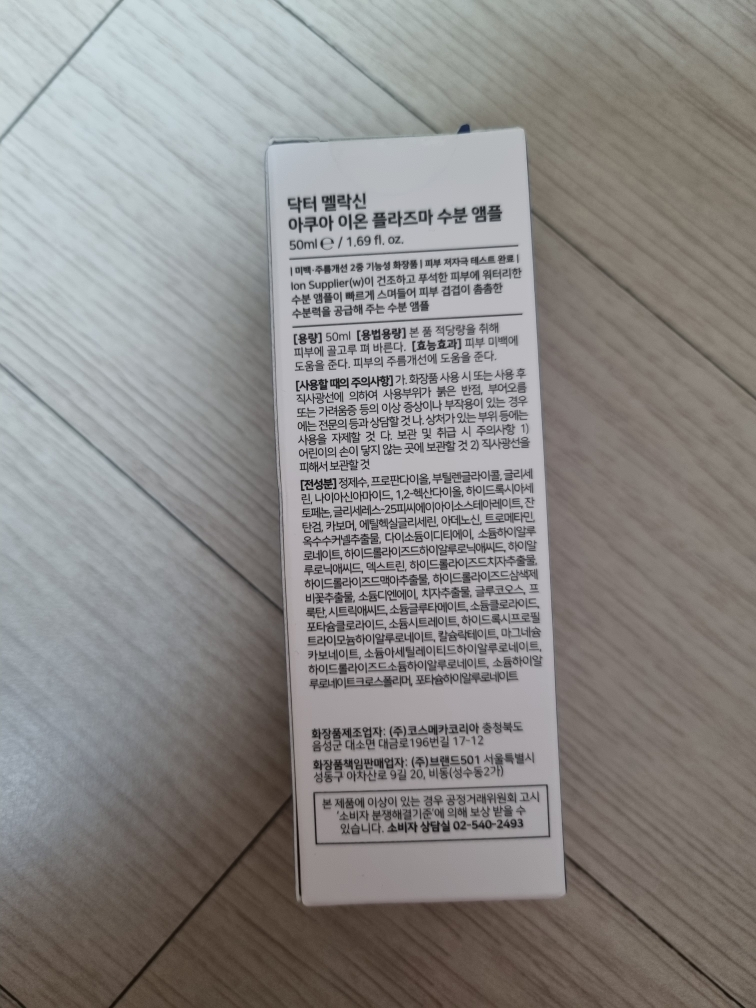 닥터 멜락신
아쿠아 이온 플라즈마 수분 앰플
50ml ℮ / 1.69 fl. oz.
| 미백·주름개선 2중 기능성 화장품 | 피부 저자극 테스트 완료 |
Ion Supplier(w)이 건조하고 푸석한 피부에 워터리한
수분 앰플이 빠르게 스며들어 피부 겹겹이 촘촘한
수분력을 공급해 주는 수분 앰플
[용량] 50ml [용법용량] 본 품 적당량을 취해
피부에 골고루 펴 바른다. [효능효과] 피부 미백에
도움을 준다. 피부의 주름개선에 도움을 준다.
[사용할 때의 주의사항] 가. 화장품 사용 시 또는 사용 후
직사광선에 의하여 사용부위가 붉은 반점, 부어오름
또는 가려움증 등의 이상 증상이나 부작용이 있는 경우
에는 전문의 등과 상담할 것 나. 상처가 있는 부위 등에는
사용을 자제할 것 다. 보관 및 취급 시 주의사항 1)
어린이의 손이 닿지 않는 곳에 보관할 것 2) 직사광선을
피해서 보관할 것
[전성분] 정제수, 프로판다이올, 부틸렌글라이콜, 글리세
린, 나이아신아마이드, 1,2-헥산다이올, 하이드록시아세
토페논, 글리세레스-25피씨에이아이소스테아레이트, 잔
탄검, 카보머, 에틸헥실글리세린, 아데노신, 트로메타민,
옥수수커넬추출물, 다이소듐이디티에이, 소듐하이알루
로네이트, 하이드롤라이즈드하이알루로닉애씨드, 하이알
루로닉애씨드, 덱스트린, 하이드롤라이즈드치자추출물,
하이드롤라이즈드맥아추출물, 하이드롤라이즈드삼색제
비꽃추출물, 소듐디엔에이, 치자추출물, 글루코오스, 프
룩탄, 시트릭애씨드, 소듐글루타메이트, 소듐클로라이드,
포타슘클로라이드, 소듐시트레이트, 하이드록시프로필
트라이모늄하이알루로네이트, 칼슘락테이트, 마그네슘
카보네이트, 소듐아세틸레이티드하이알루로네이트,
하이드롤라이즈드소듐하이알루로네이트, 소듐하이알
루로네이트크로스폴리머, 포타슘하이알루로네이트
화장품제조업자: (주)코스메카코리아 충청북도
음성군 대소면 대금로196번길 17-12
화장품책임판매업자: (주)브랜드501 서울특별시
성동구 아차산로 9길 20, 비동(성수동2가)
본 제품에 이상이 있는 경우 공정거래위원회 고시
'소비자 분쟁해결기준'에 의해 보상 받을 수
있습니다. 소비자 상담실 02-540-2493